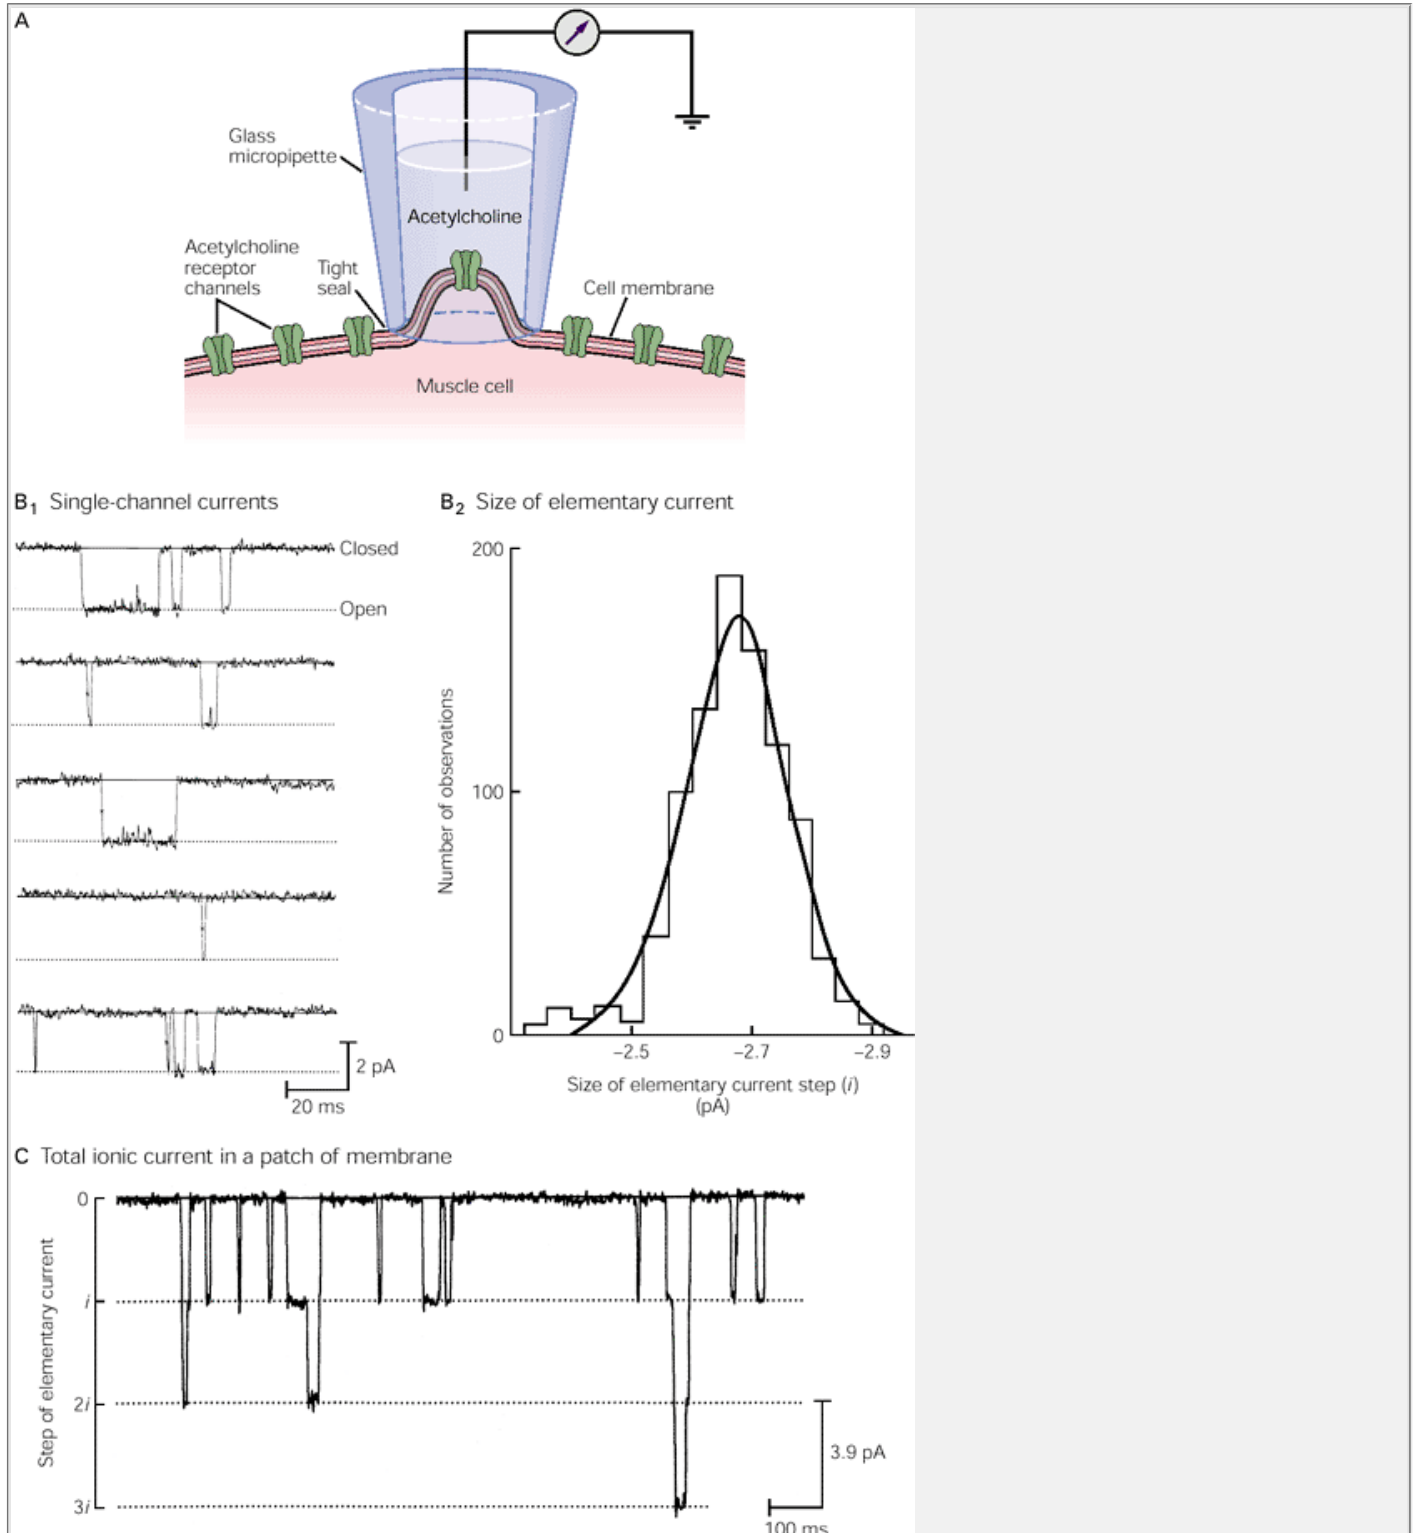 A
Glass
micropipette
Acetylcholine
Acetylcholine
receptor
channels
Tight
seal
Cell membrane
Muscle cell
B1 Single-channel currents
Closed
Open
2 pA
20 ms
B2 Size of elementary current
200
100
0
Number of observations
−2.5
−2.7
−2.9
Size of elementary current step (i)
(pA)
C Total ionic current in a patch of membrane
0
i
2i
3i
Step of elementary current
3.9 pA
100 ms